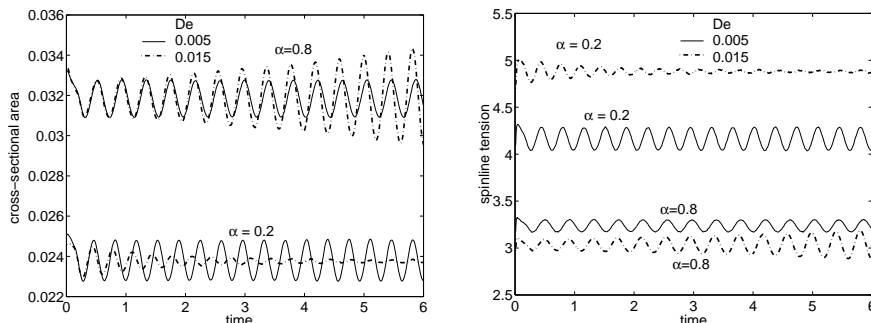 De
0.005
0.015
α=0.8
α = 0.2
cross−sectional area
0.036
0.034
0.032
0.03
0.028
0.026
0.024
0.022
0 1 2 3 4 5 6
time
De
0.005
0.015
α = 0.2
α = 0.2
α=0.8
α=0.8
spinline tension
5.5
5
4.5
4
3.5
3
2.5
0 1 2 3 4 5 6
time